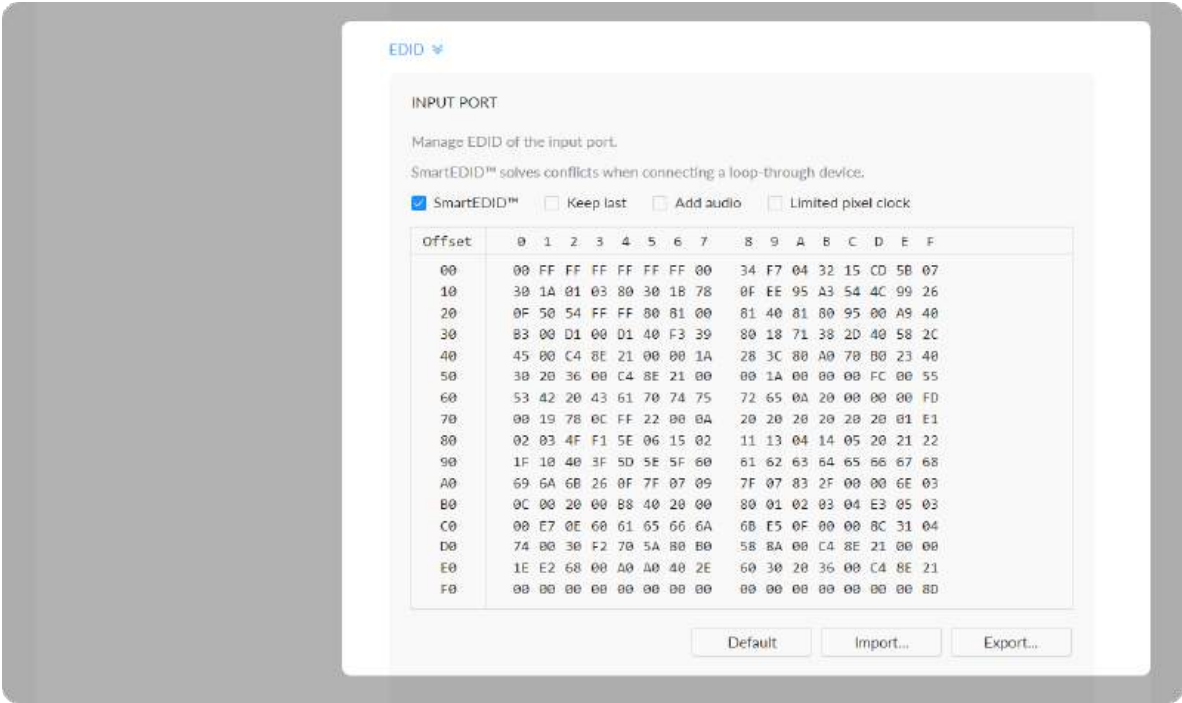 EDID
INPUT PORT
Manage EDID of the input port.
SmartEDID™ solves conflicts when connecting a loop-through device.
SmartEDID™ Keep last Add audio Limited pixel clock
Offset 0 1 2 3 4 5 6 7 8 9 A B C D E F
00 00 FF FF FF FF FF FF 00 34 F7 04 32 15 CD 5B 07
10 30 1A 01 03 80 30 1B 78 0F EE 95 A3 54 4C 99 26
20 0F 50 54 FF FF 80 81 00 81 40 81 80 95 00 A9 40
30 B3 00 D1 00 D1 40 F3 39 80 18 71 38 2D 40 58 2C
40 45 00 C4 8E 21 00 00 1A 28 3C 80 A0 70 B0 23 40
50 30 20 36 00 C4 8E 21 00 00 1A 00 00 00 FC 00 55
60 53 42 20 43 61 70 74 75 72 65 0A 20 00 00 00 FD
70 00 19 78 0C FF 22 00 0A 20 20 20 20 20 20 01 E1
80 02 03 4F F1 5E 06 15 02 11 13 04 14 05 20 21 22
90 1F 10 40 3F 5D 5E 5F 60 61 62 63 64 65 66 67 68
A0 69 6A 6B 26 0F 7F 07 09 7F 07 83 2F 00 00 6E 03
B0 0C 00 20 00 B8 40 20 00 80 01 02 03 04 E3 05 03
C0 00 E7 0E 60 61 65 66 6A 6B E5 0F 00 00 8C 31 04
D0 74 00 30 F2 70 5A 80 B0 58 8A 00 C4 8E 21 00 00
E0 1E E2 68 00 A0 A0 40 2E 60 30 20 36 00 C4 8E 21
F0 00 00 00 00 00 00 00 00 00 00 00 00 00 00 00 8D
Default Import... Export...